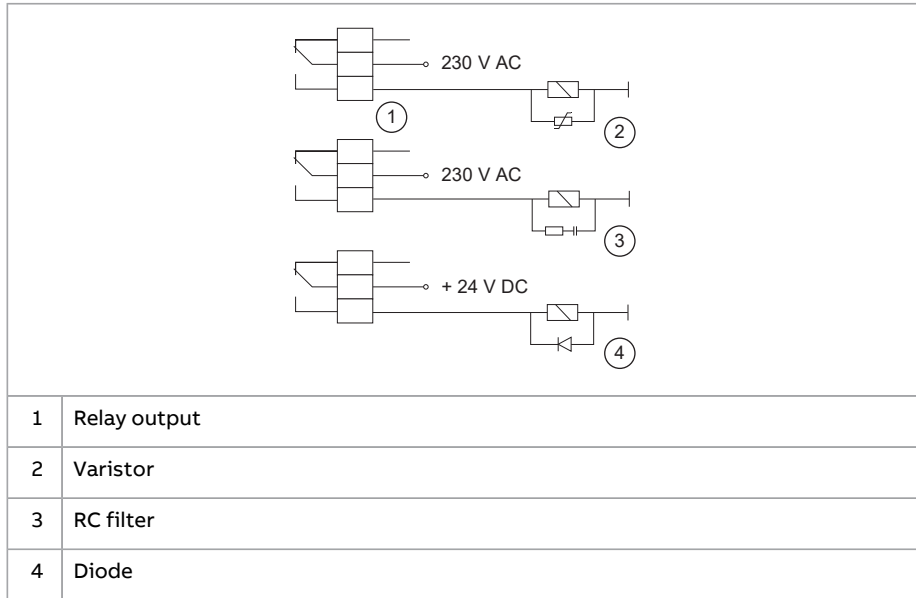 230 V AC
1
2
230 V AC
3
+ 24 V DC
4
1 Relay output
2 Varistor
3 RC filter
4 Diode